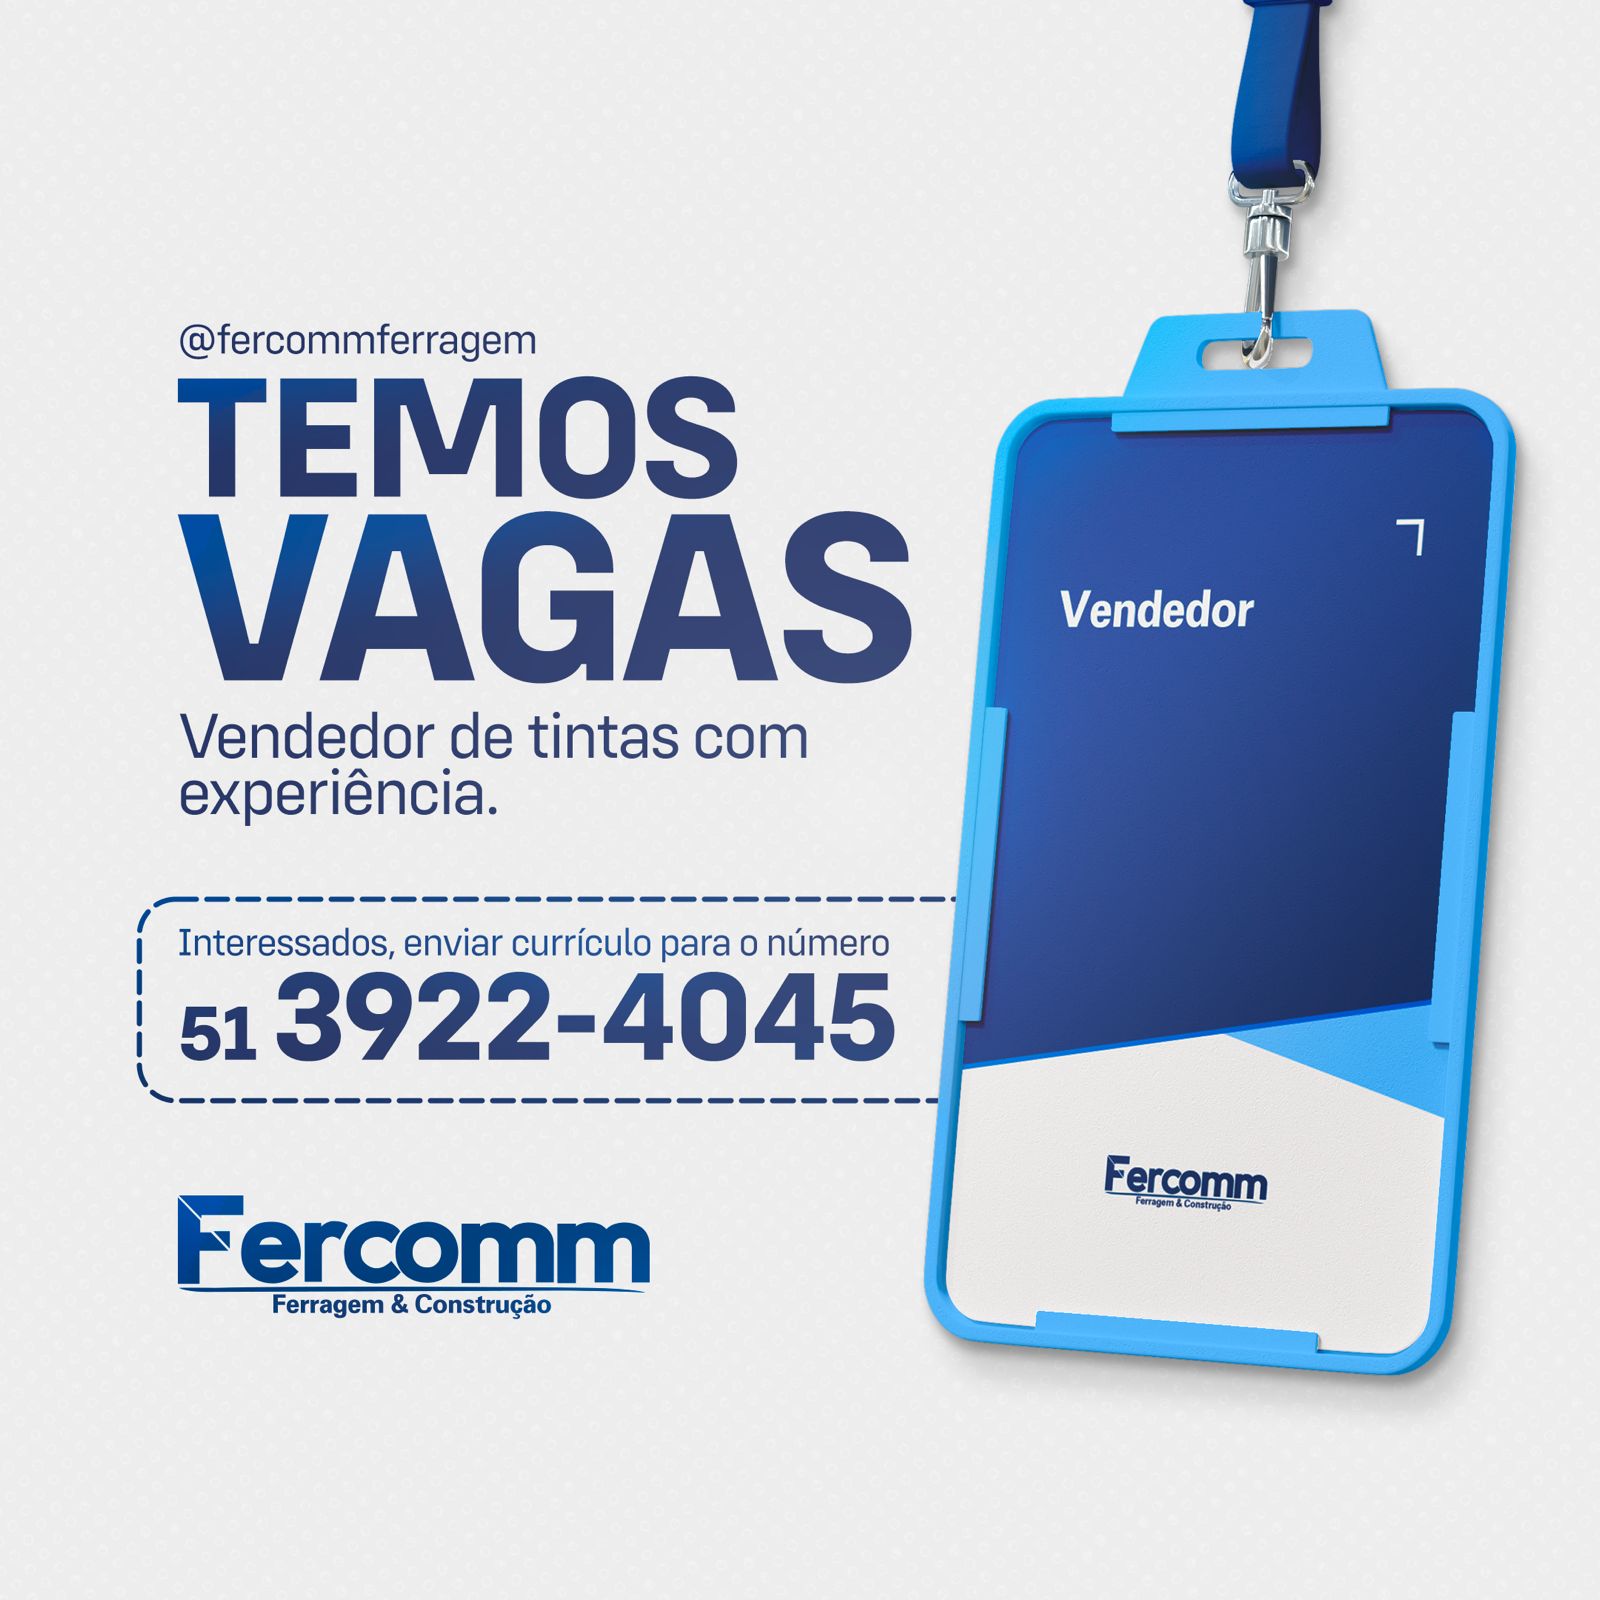 @fercommferragem
TEMOS
VAGAS
Vendedor de tintas com
experiência.
Interessados, enviar currículo para o número
51 3922-4045
Fercomm
Ferragem & Construção
Vendedor
Fercomm
Ferragem & Construção